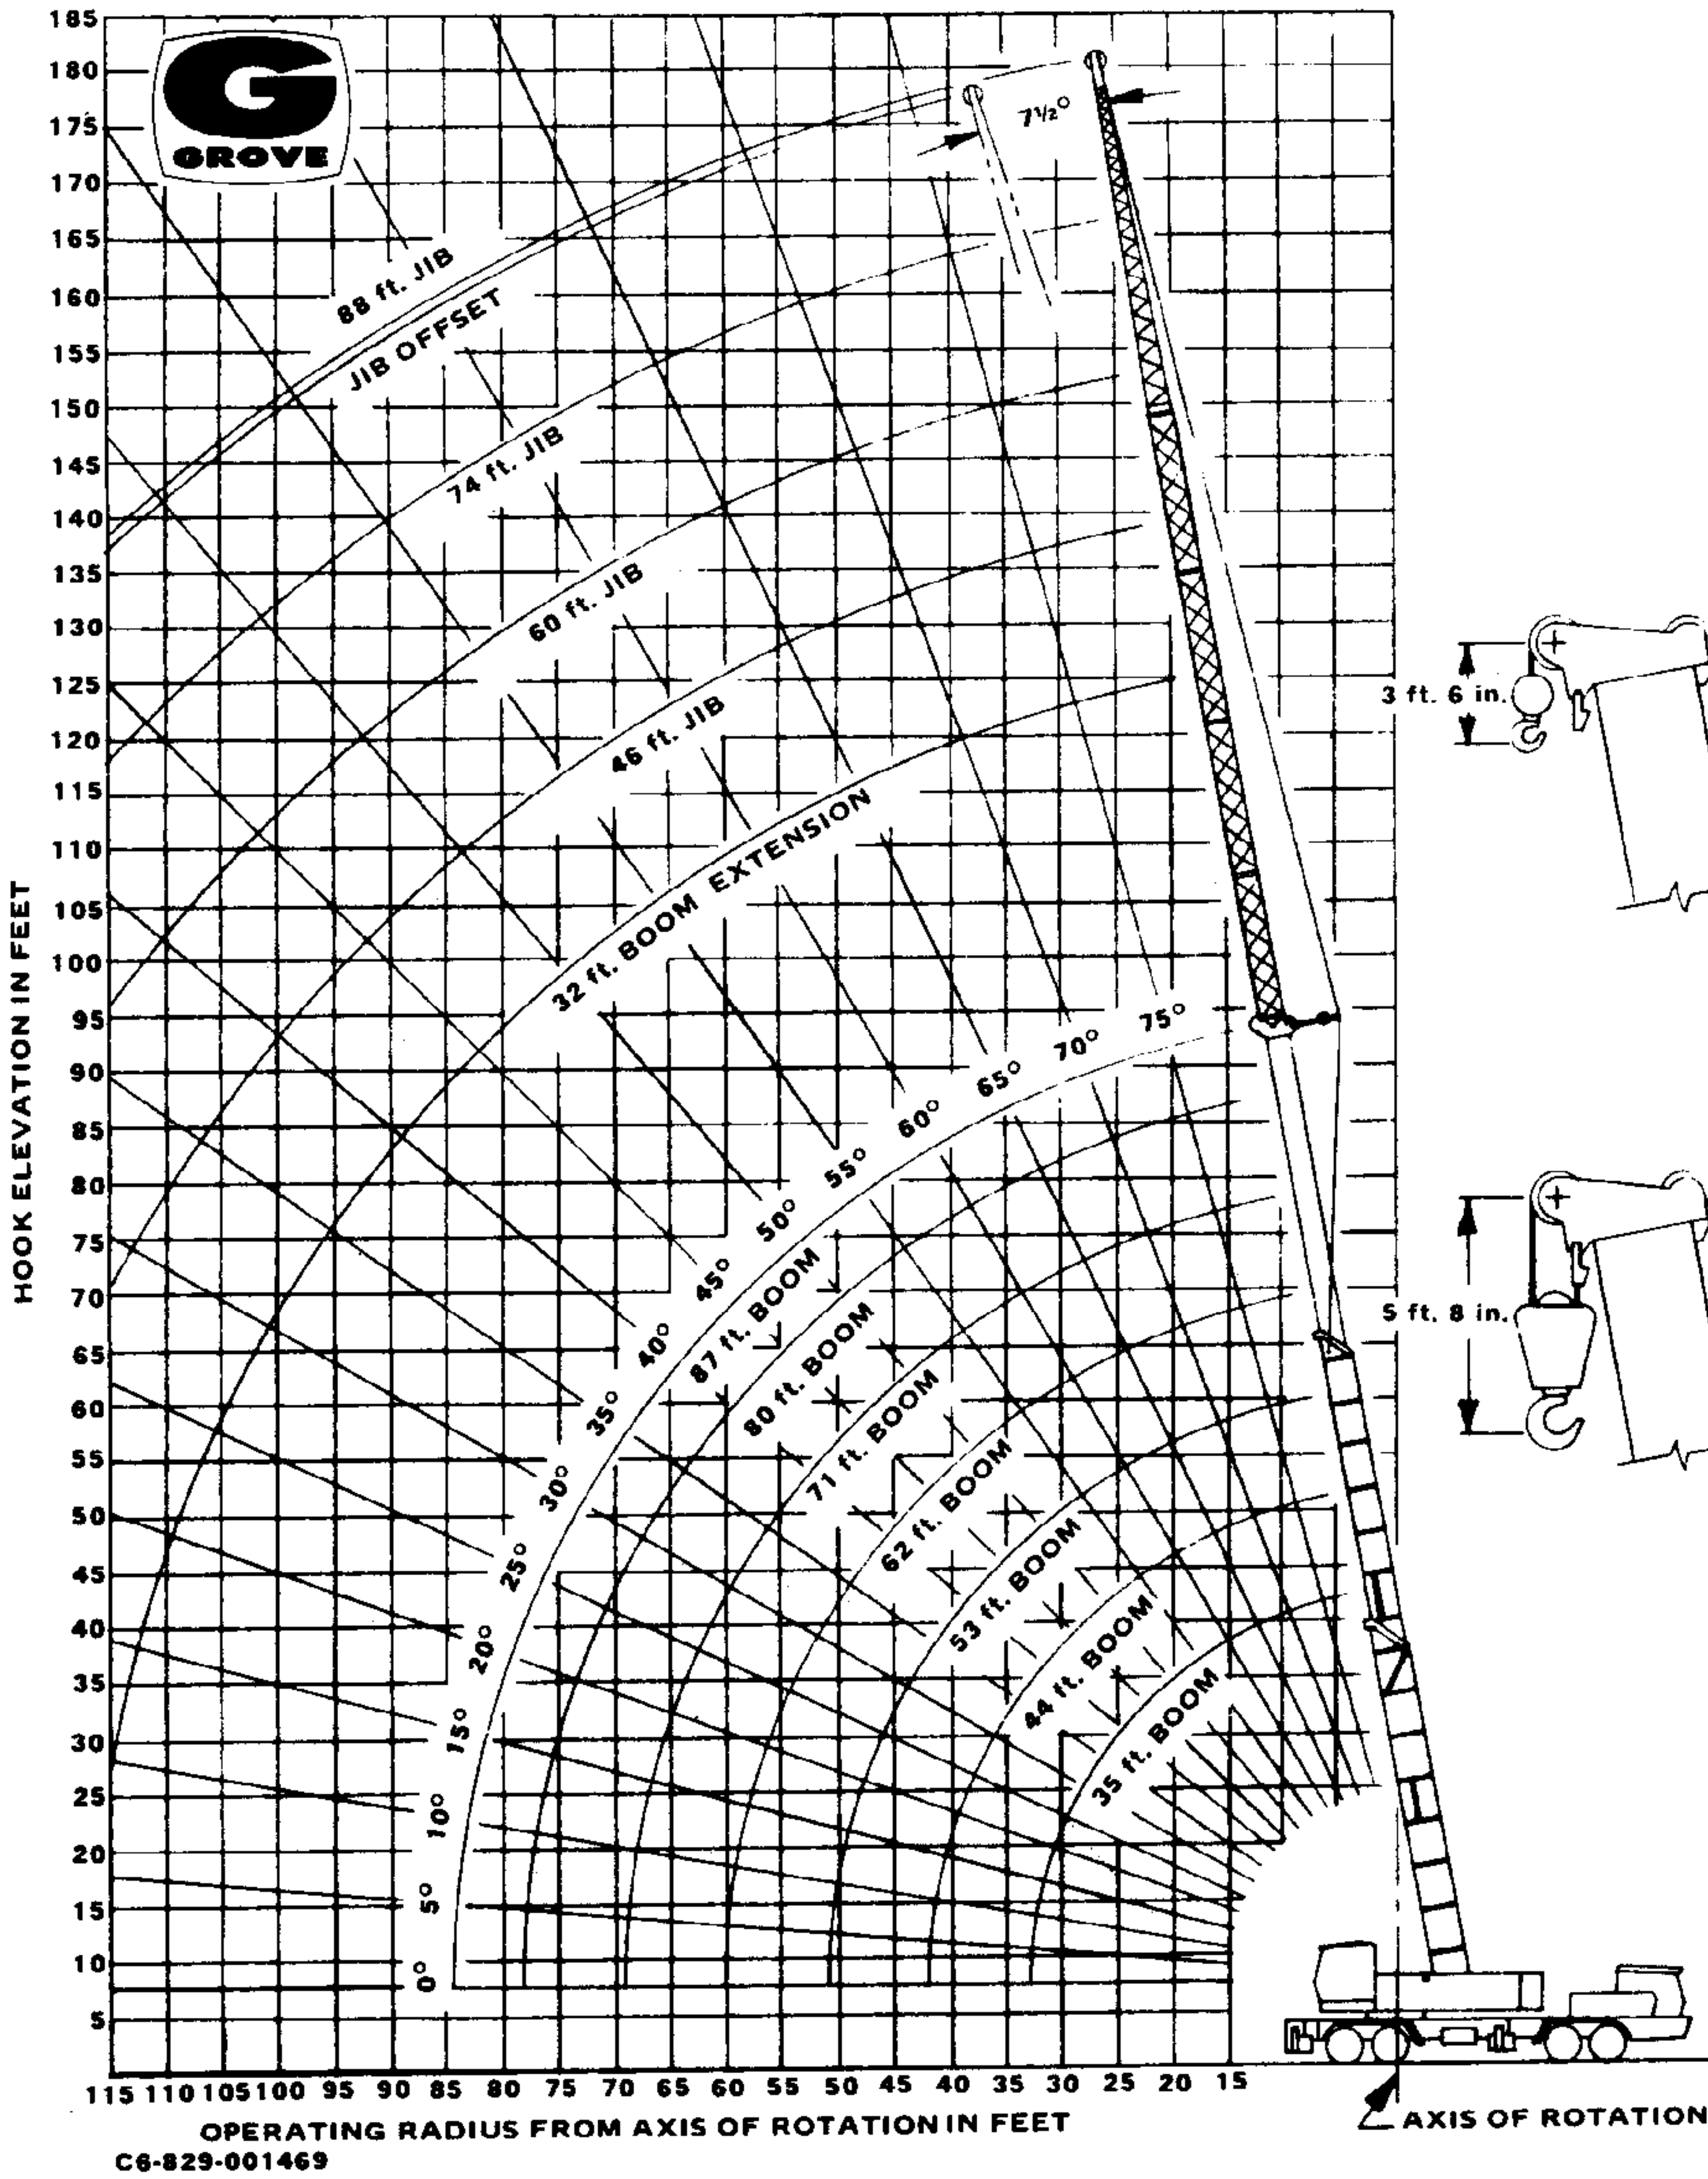 GROVE
HOOK ELEVATION IN FEET
185
180
175
170
165
160
155
150
145
140
135
130
125
120
115
110
105
100
95
90
85
80
75
70
65
60
55
50
45
40
35
30
25
20
15
10
5
7½°
88 ft. JIB
JIB OFFSET
74 ft. JIB
60 ft. JIB
46 ft. JIB
32 ft. BOOM EXTENSION
75°
70°
65°
60°
55°
50°
45°
40°
35°
30°
25°
20°
15°
10°
5°
0°
87 ft. BOOM
80 ft. BOOM
71 ft. BOOM
62 ft. BOOM
53 ft. BOOM
44 ft. BOOM
35 ft. BOOM
3 ft. 6 in.
5 ft. 8 in.
115 110 105 100 95 90 85 80 75 70 65 60 55 50 45 40 35 30 25 20 15
OPERATING RADIUS FROM AXIS OF ROTATION IN FEET
AXIS OF ROTATION
C6-829-001469